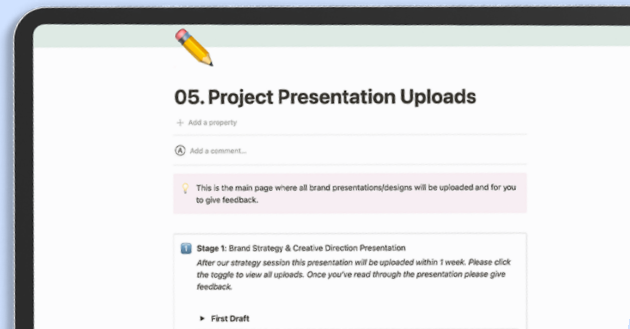 05. Project Presentation Uploads
Add a property
A
Add a comment...
This is the main page where all brand presentations/designs will be uploaded and for you
to give feedback.
1
Stage 1: Brand Strategy & Creative Direction Presentation
After our strategy session this presentation will be uploaded within 1 week. Please click
the toggle to view all uploads. Once you've read through the presentation please give
feedback.
First Draft